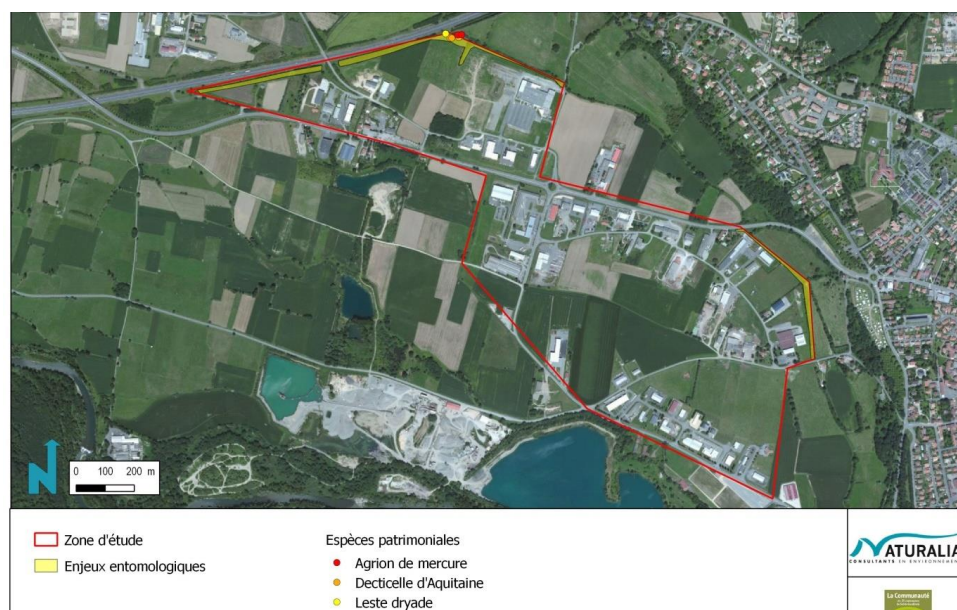 N
0 100 200 m
Zone d'étude
Enjeux entomologiques
Espèces patrimoniales
Agrion de mercure
Decticelle d'Aquitaine
Leste dryade
NATURALIA
CONSULTANTS EN ENVIRONNEMENT
La Communauté